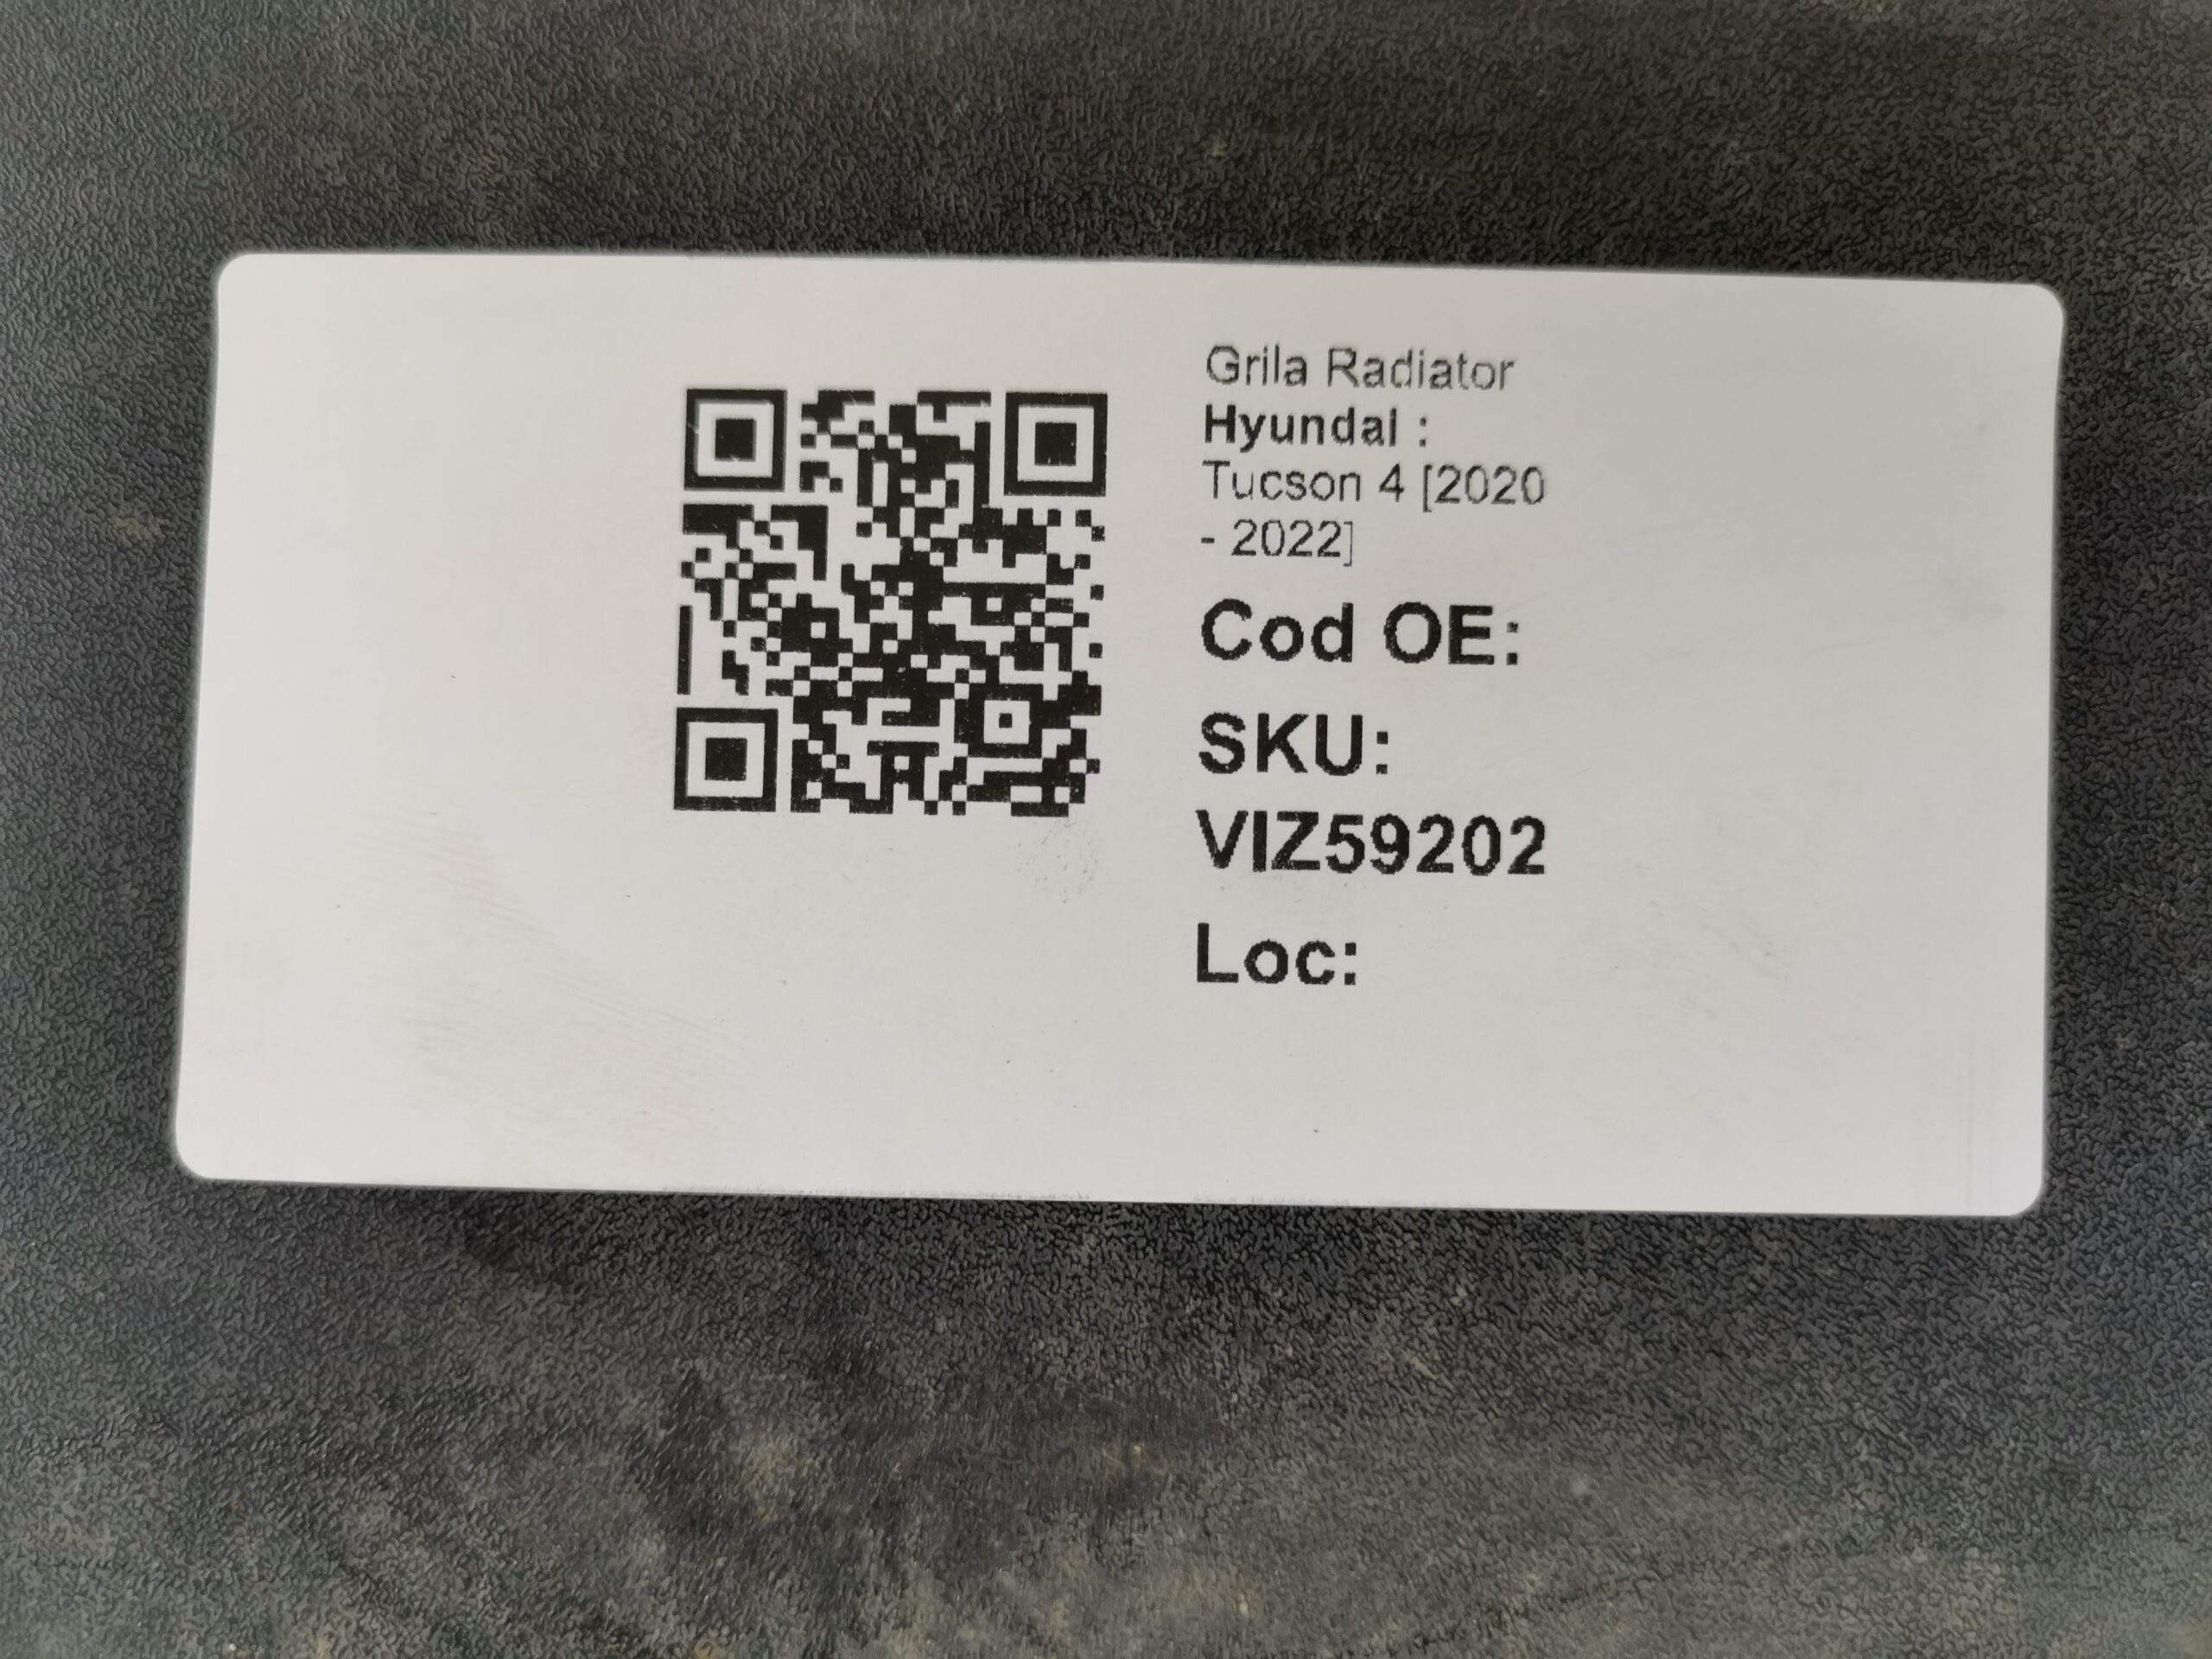 Grila Radiator
Hyundai :
Tucson 4 [2020
- 2022]
Cod OE:
SKU:
VIZ59202
Loc: